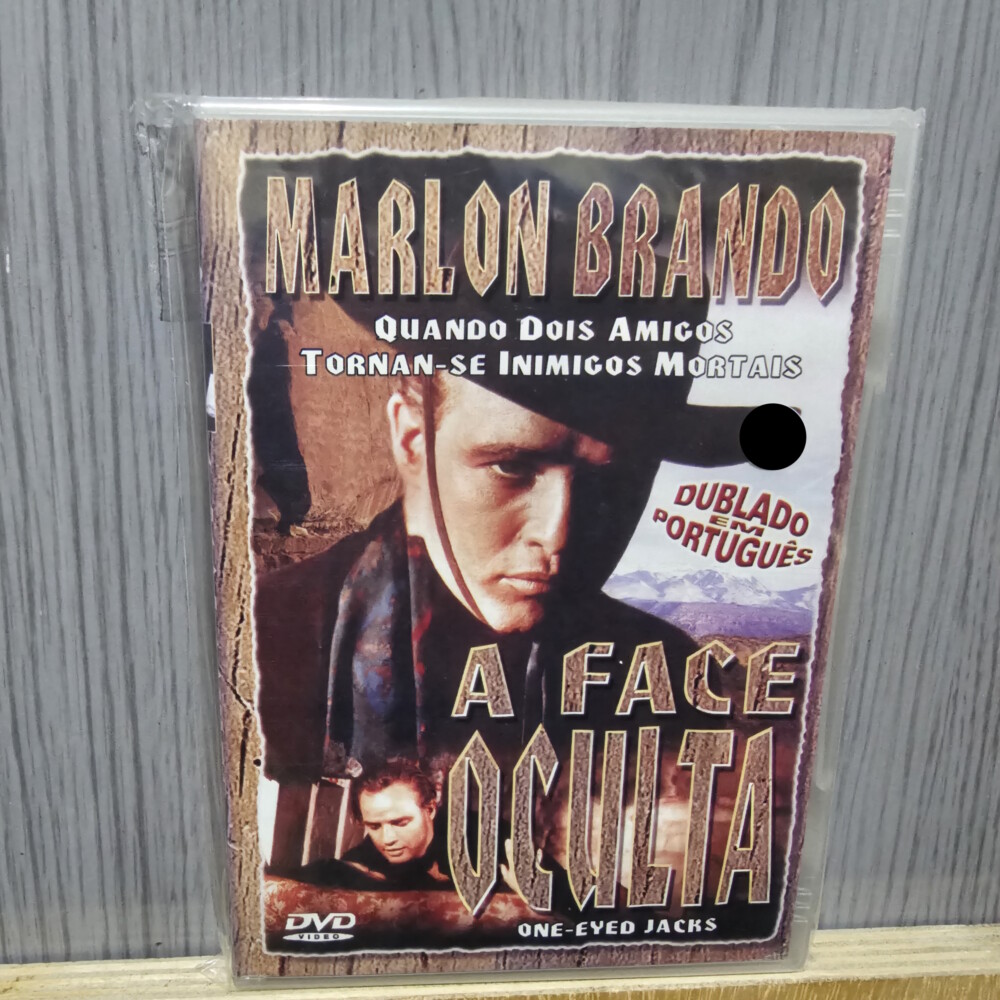 MARLON BRANDO
QUANDO DOIS AMIGOS
TORNAN-SE INIMIGOS MORTAIS
DUBLADO
EM
PORTUGUÊS
A FACE
OCULTA
DVD
VIDEO
ONE-EYED JACKS